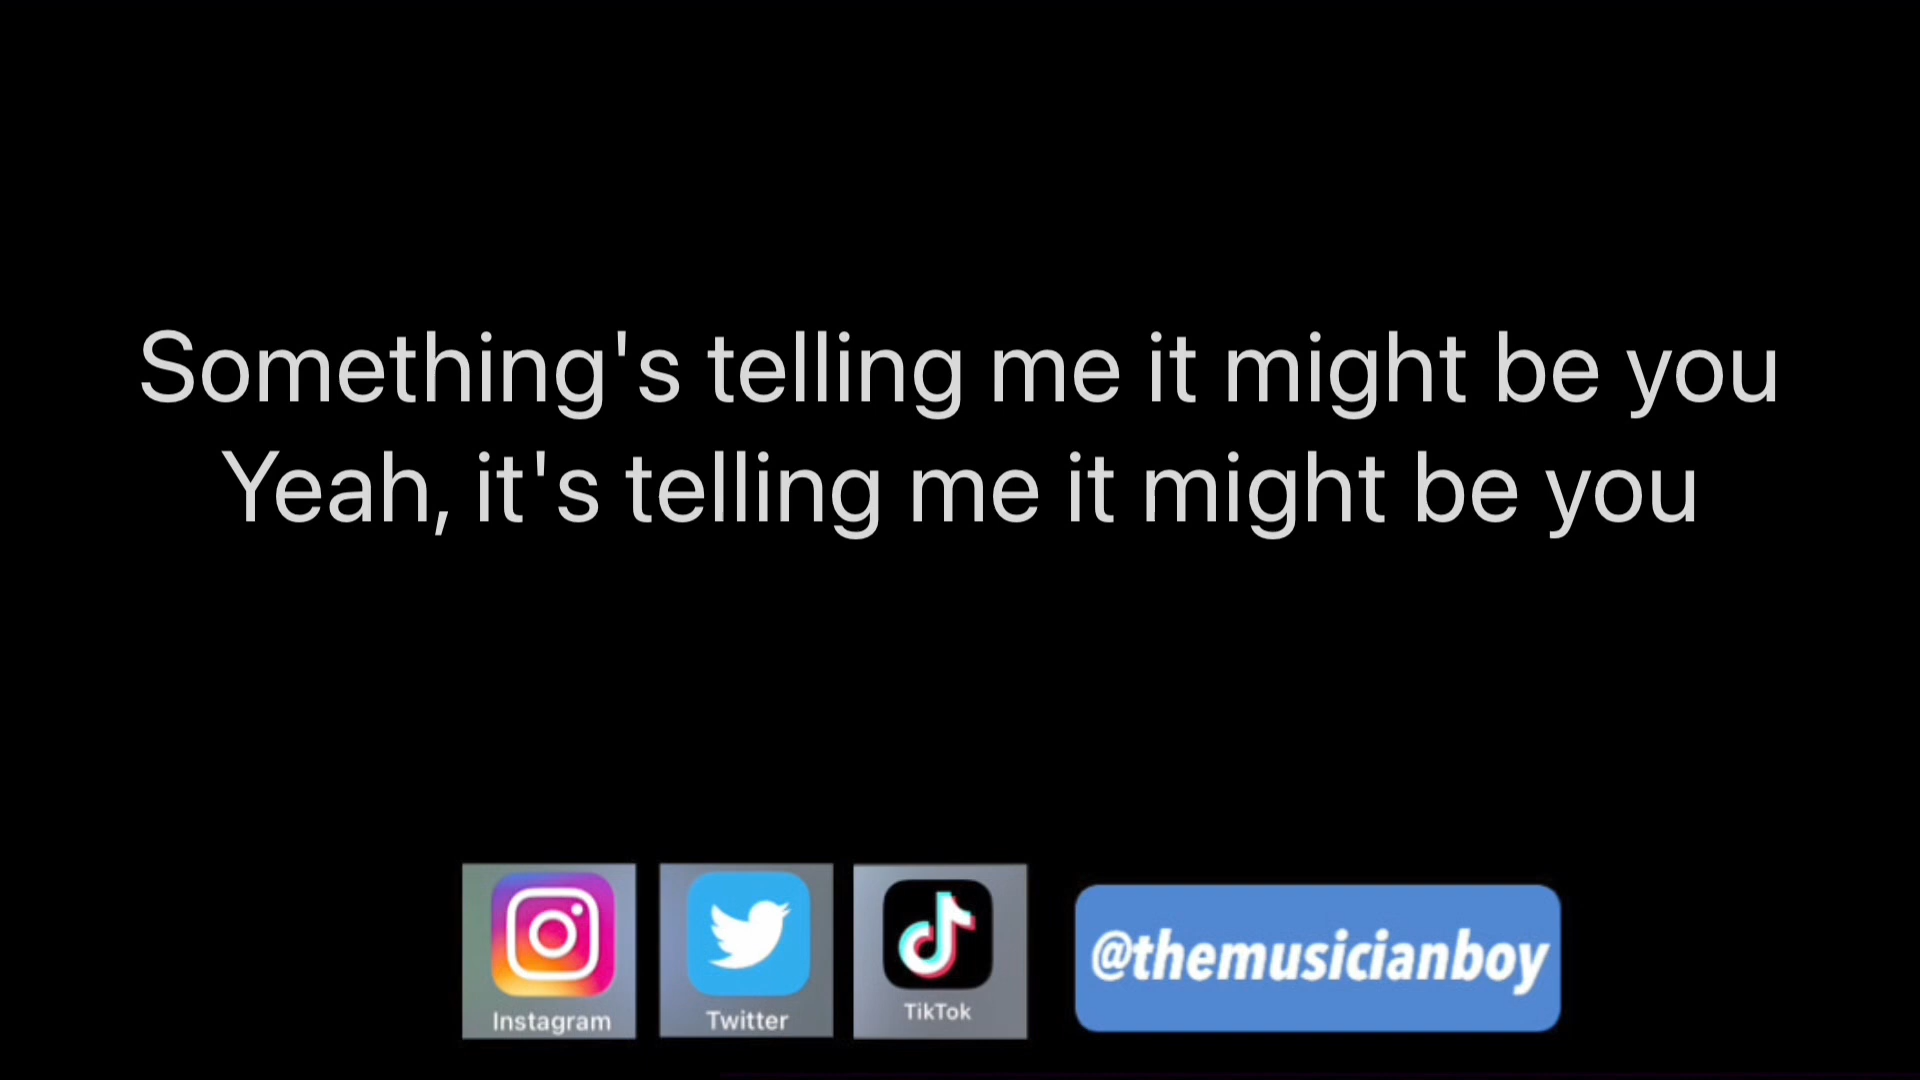 Something's telling me it might be you
Yeah, it's telling me it might be you
Instagram
Twitter
TikTok
@themusicianboy